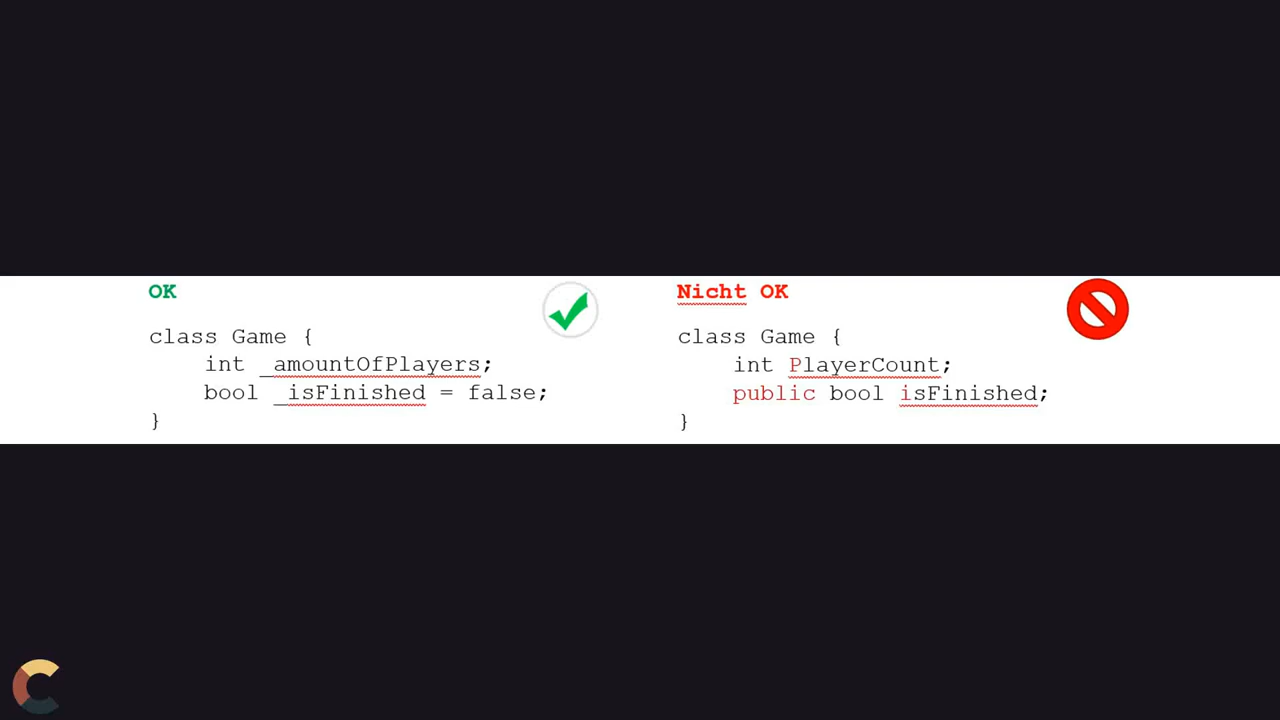 OK
class Game {
int _amountOfPlayers;
bool _isFinished = false;
}
Nicht OK
class Game {
int PlayerCount;
public bool isFinished;
}